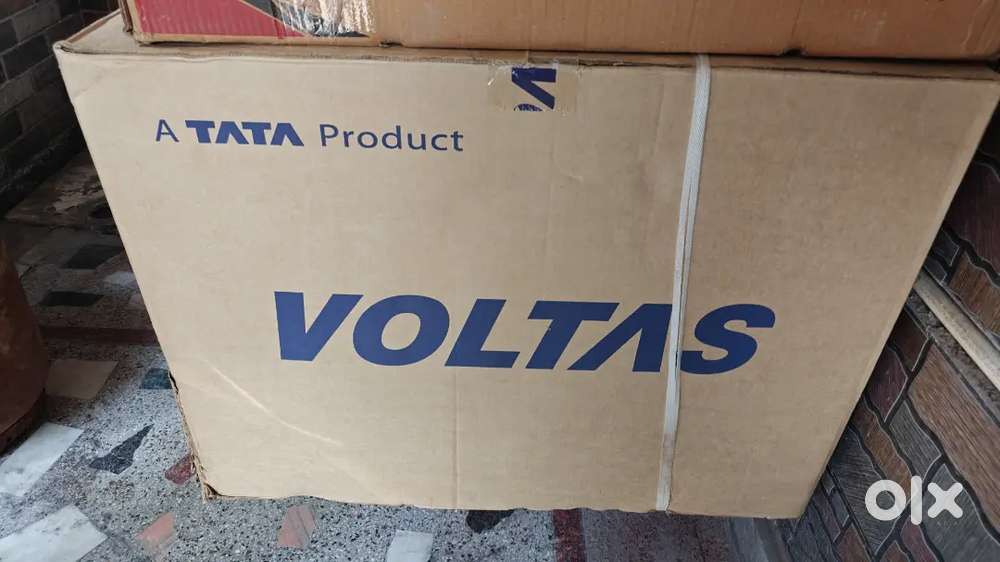 A TATA Product
VOLTAS
olx